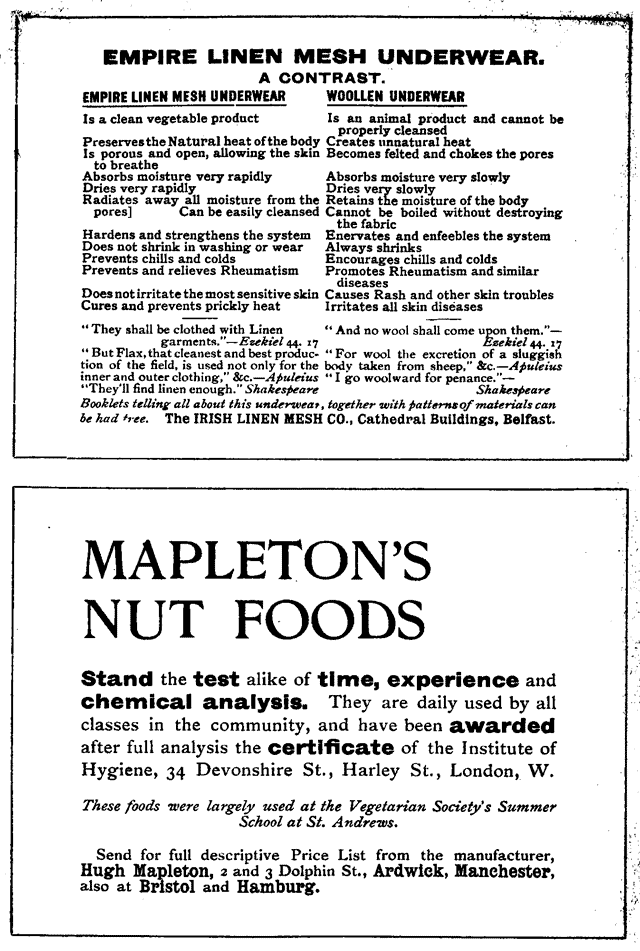 EMPIRE LINEN MESH UNDERWEAR.
A CONTRAST.
EMPIRE LINEN MESH UNDERWEAR
Is a clean vegetable product
Preserves the Natural heat of the body
Is porous and open, allowing the skin
to breathe
Absorbs moisture very rapidly
Dries very rapidly
Radiates away all moisture from the
pores] Can be easily cleansed
Hardens and strengthens the system
Does not shrink in washing or wear
Prevents chills and colds
Prevents and relieves Rheumatism
Does not irritate the most sensitive skin
Cures and prevents prickly heat
"They shall be clothed with Linen
garments."—Ezekiel 44. 17
"But Flax, that cleanest and best produc-
tion of the field, is used not only for the
inner and outer clothing," &c.—Apuleius
"They'll find linen enough." Shakespeare
WOOLLEN UNDERWEAR
Is an animal product and cannot be
properly cleansed
Creates unnatural heat
Becomes felted and chokes the pores
Absorbs moisture very slowly
Dries very slowly
Retains the moisture of the body
Cannot be boiled without destroying
the fabric
Enervates and enfeebles the system
Always shrinks
Encourages chills and colds
Promotes Rheumatism and similar
diseases
Causes Rash and other skin troubles
Irritates all skin diseases
"And no wool shall come upon them."—
Ezekiel 44. 17
"For wool the excretion of a sluggish
body taken from sheep," &c.—Apuleius
"I go woolward for penance."—
Shakespeare
Booklets telling all about this underwear, together with patterns of materials can
be had free. The IRISH LINEN MESH CO., Cathedral Buildings, Belfast.
MAPLETON'S
NUT FOODS
Stand the test alike of time, experience and
chemical analysis. They are daily used by all
classes in the community, and have been awarded
after full analysis the certificate of the Institute of
Hygiene, 34 Devonshire St., Harley St., London, W.
These foods were largely used at the Vegetarian Society's Summer
School at St. Andrews.
Send for full descriptive Price List from the manufacturer,
Hugh Mapleton, 2 and 3 Dolphin St., Ardwick, Manchester,
also at Bristol and Hamburg.